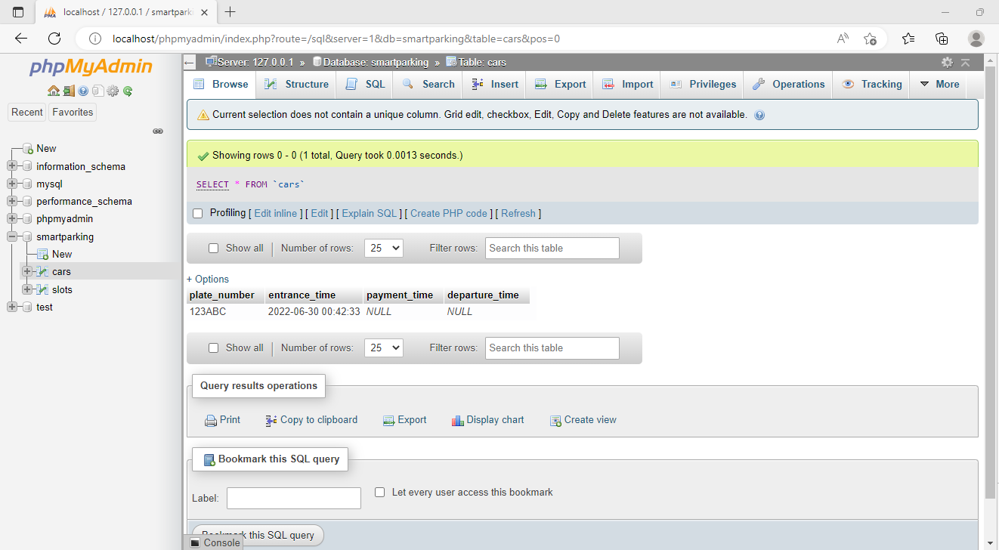 localhost / 127.0.0.1 / smartparki
localhost/phpmyadmin/index.php?route=/sql&server=1&db=smartparking&table=cars&pos=0
phpMyAdmin
Recent Favorites
New
information_schema
mysql
performance_schema
phpmyadmin
smartparking
New
cars
slots
test
Server: 127.0.0.1 » Database: smartparking » Table: cars
Browse Structure SQL Search Insert Export Import Privileges Operations Tracking More
Current selection does not contain a unique column. Grid edit, checkbox, Edit, Copy and Delete features are not available.
Showing rows 0 - 0 (1 total, Query took 0.0013 seconds.)
SELECT * FROM `cars`
Profiling [ Edit inline ] [ Edit ] [ Explain SQL ] [ Create PHP code ] [ Refresh ]
Show all | Number of rows: 25 Filter rows: Search this table
+ Options
plate_number entrance_time payment_time departure_time
123ABC 2022-06-30 00:42:33 NULL NULL
Show all | Number of rows: 25 Filter rows: Search this table
Query results operations
Print Copy to clipboard Export Display chart Create view
Bookmark this SQL query
Label: Let every user access this bookmark
Bookmark this SQL query
Console